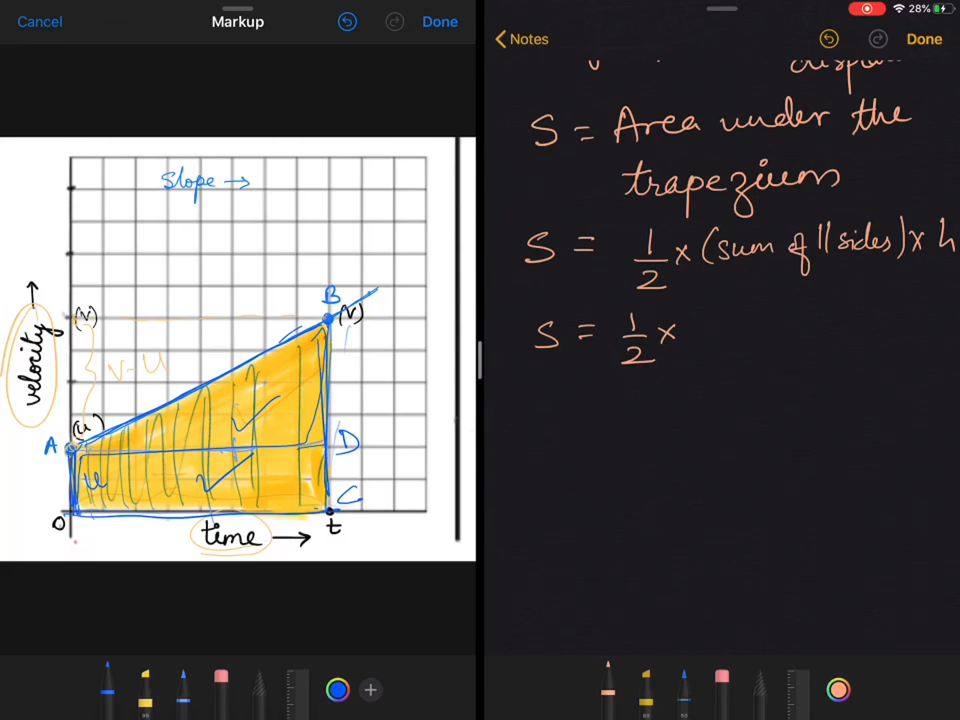 Cancel
Markup
Done
Slope →
velocity →
(v)
v-u
B
(v)
A
(u)
u
D
C
O
t
time →
28%
Notes
Done
S = Area under the
trapezium
S = 1/2 × (sum of || sides) × h
S = 1/2 ×